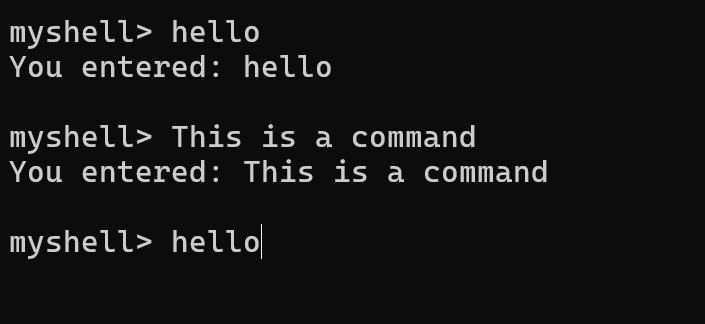 myshell> hello
You entered: hello
myshell> This is a command
You entered: This is a command
myshell> hello